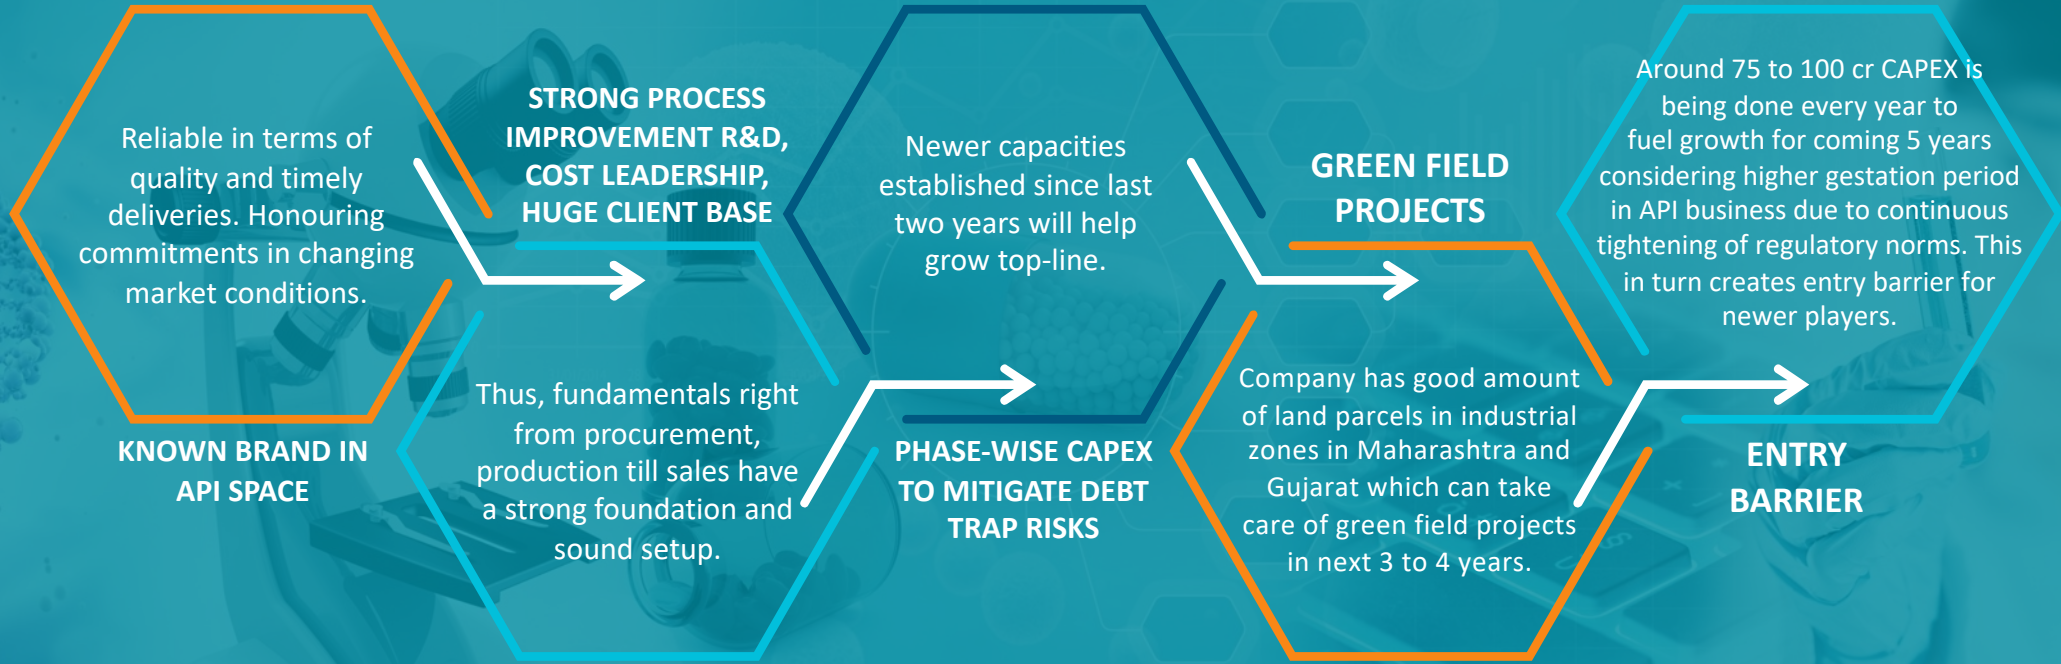 Reliable in terms of
quality and timely
deliveries. Honouring
commitments in changing
market conditions.
KNOWN BRAND IN
API SPACE
STRONG PROCESS
IMPROVEMENT R&D,
COST LEADERSHIP,
HUGE CLIENT BASE
Thus, fundamentals right
from procurement,
production till sales have
a strong foundation and
sound setup.
Newer capacities
established since last
two years will help
grow top-line.
PHASE-WISE CAPEX
TO MITIGATE DEBT
TRAP RISKS
GREEN FIELD
PROJECTS
Company has good amount
of land parcels in industrial
zones in Maharashtra and
Gujarat which can take
care of green field projects
in next 3 to 4 years.
Around 75 to 100 cr CAPEX is
being done every year to
fuel growth for coming 5 years
considering higher gestation period
in API business due to continuous
tightening of regulatory norms. This
in turn creates entry barrier for
newer players.
ENTRY
BARRIER